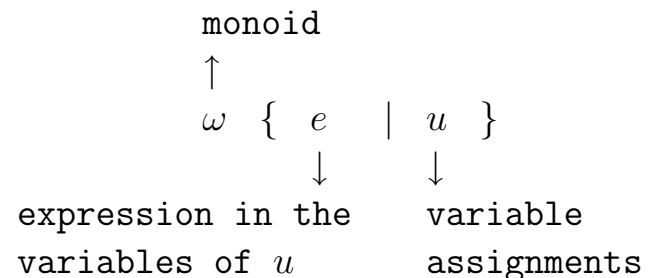 monoid
↑
ω { e | u }
↓ ↓
expression in the variable
variables of u assignments